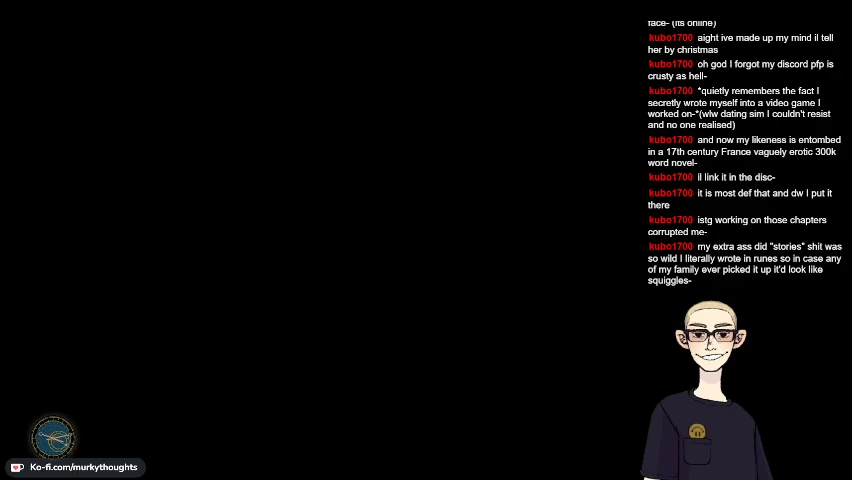 face- (its online)
kubo1700 aight ive made up my mind il tell
her by christmas
kubo1700 oh god I forgot my discord pfp is
crusty as hell-
kubo1700 *quietly remembers the fact I
secretly wrote myself into a video game I
worked on-*(wlw dating sim I couldn't resist
and no one realised)
kubo1700 and now my likeness is entombed
in a 17th century France vaguely erotic 300k
word novel-
kubo1700 il link it in the disc-
kubo1700 it is most def that and dw I put it
there
kubo1700 istg working on those chapters
corrupted me-
kubo1700 my extra ass did "stories" shit was
so wild I literally wrote in runes so in case any
of my family ever picked it up it'd look like
squiggles-
Ko-fi.com/murkythoughts